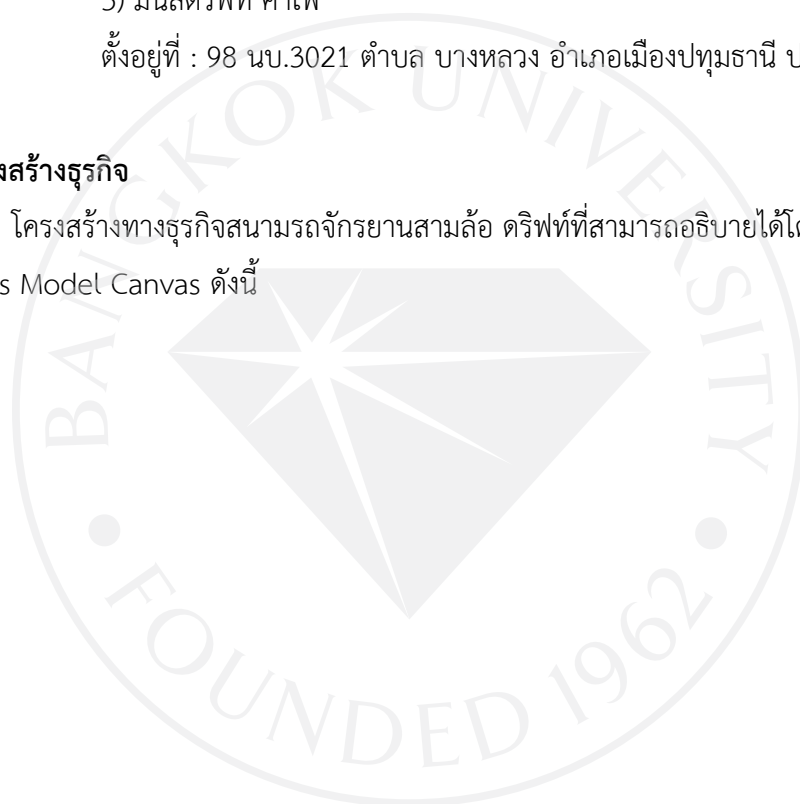 ตั้งอยู่ที่ : 98 นบ.3021 ตำบล บางหลวง อำเภอเมืองปทุมธานี ป
งสร้างธุรกิจ
โครงสร้างทางธุรกิจสนามรถจักรยานสามล้อ ดริฟท์ที่สามารถอธิบายได้โด
s Model Canvas ดังนี้
BANGKOK UNIVERSITY
FOUNDED 1962